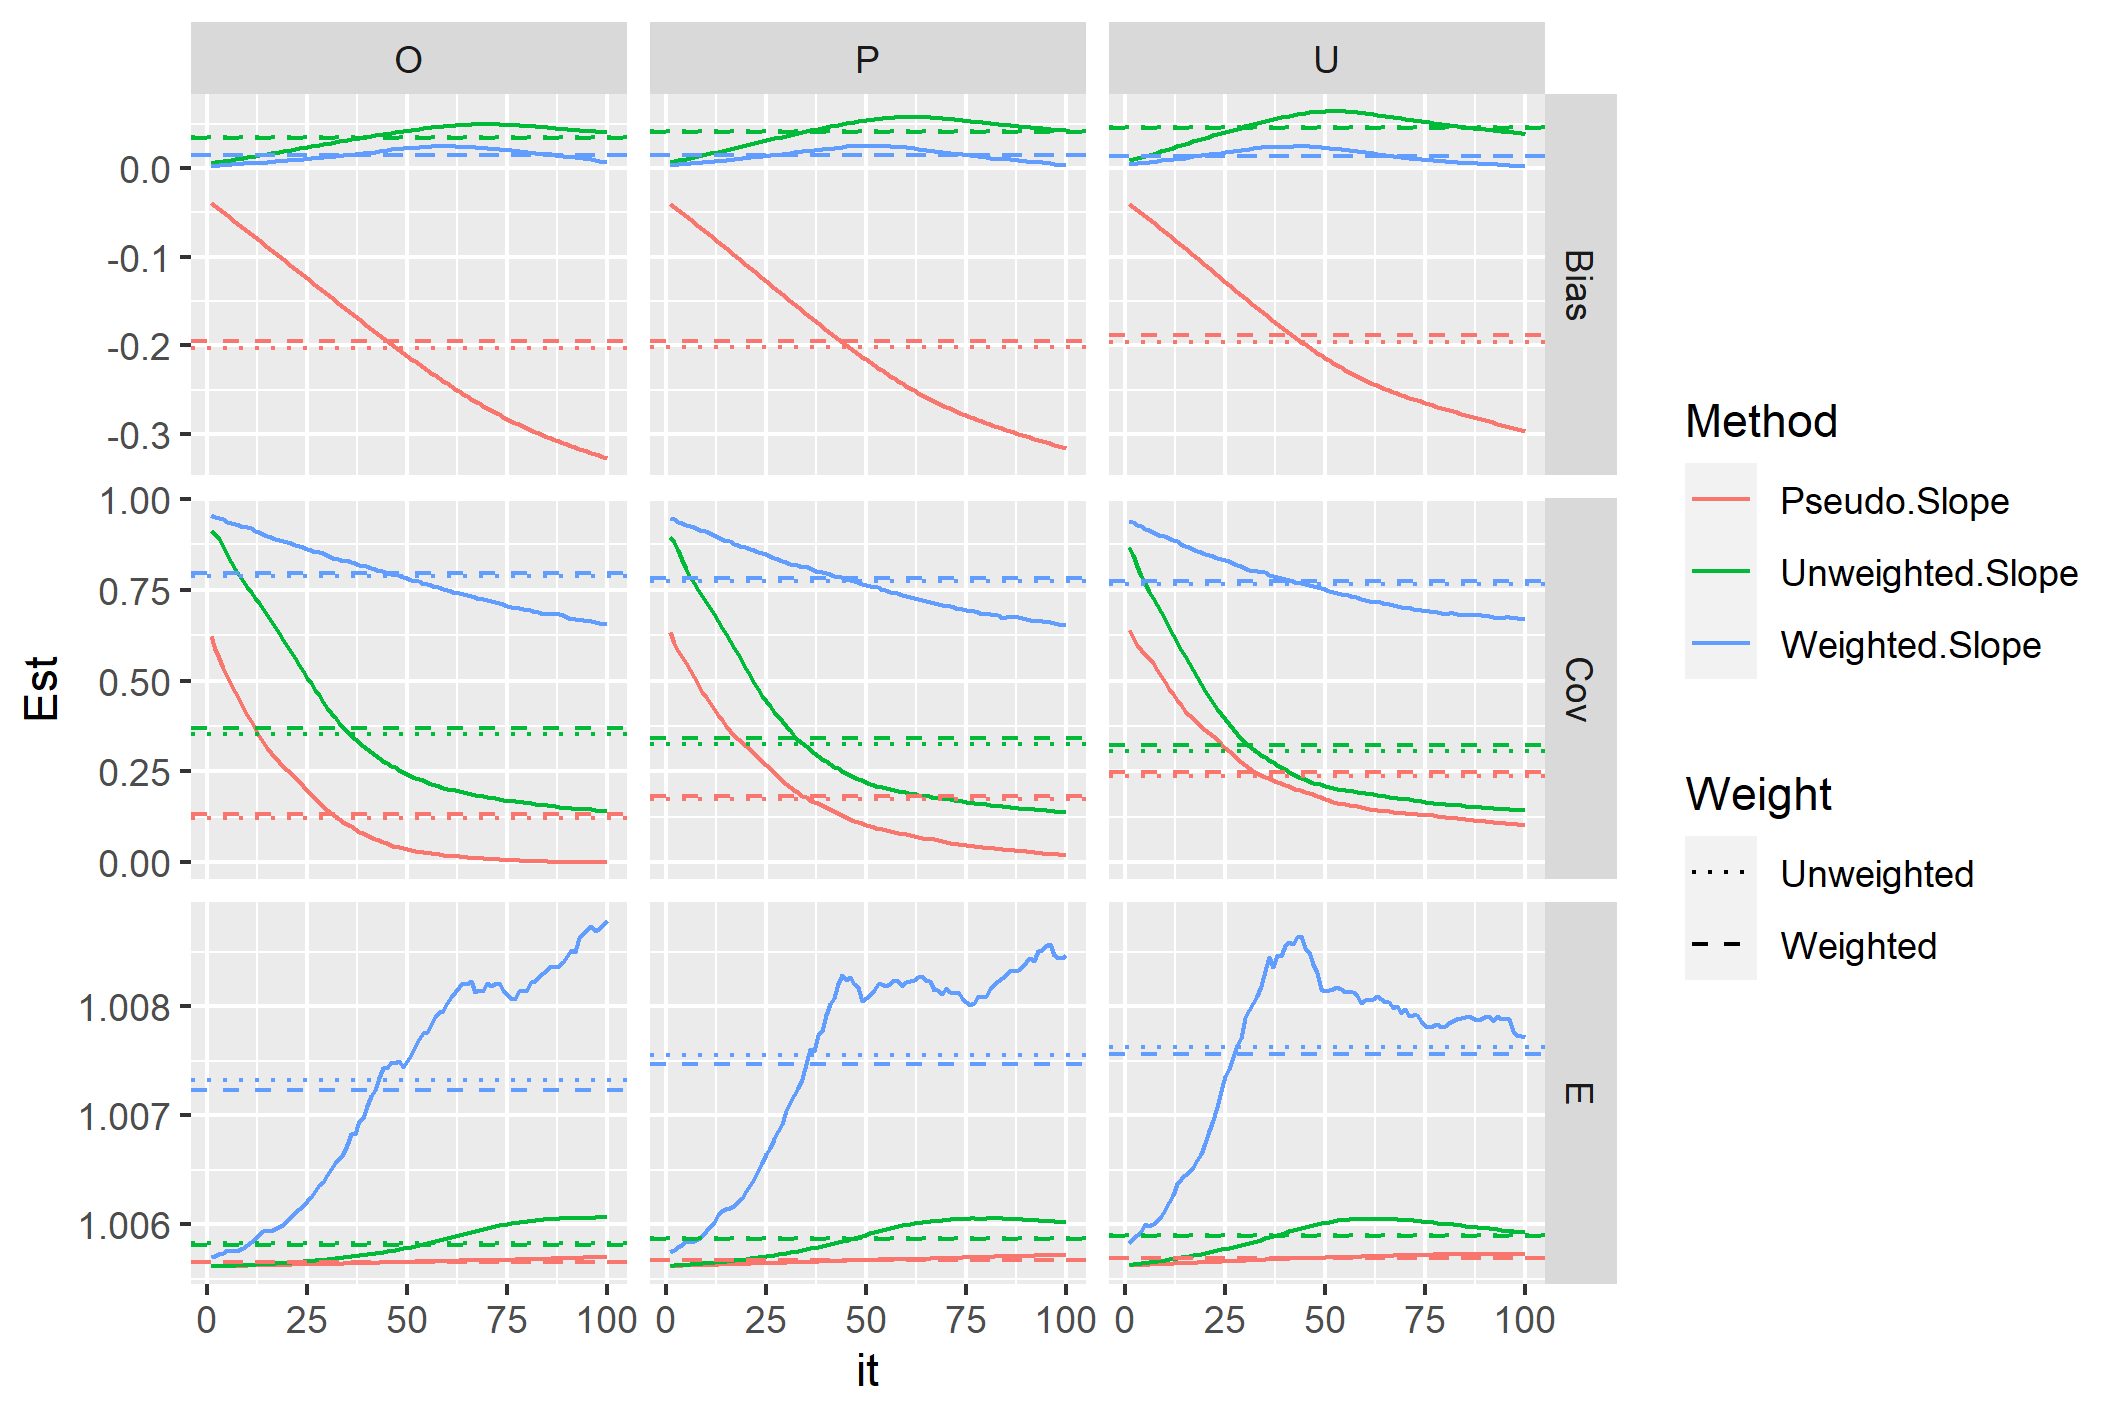 O P U
0.0
-0.1
-0.2
-0.3
Bias
1.00
0.75
0.50
0.25
0.00
Cov
1.008
1.007
1.006
E
0 25 50 75 100 0 25 50 75 100 0 25 50 75 100
it
Est
Method
Pseudo.Slope
Unweighted.Slope
Weighted.Slope
Weight
Unweighted
Weighted